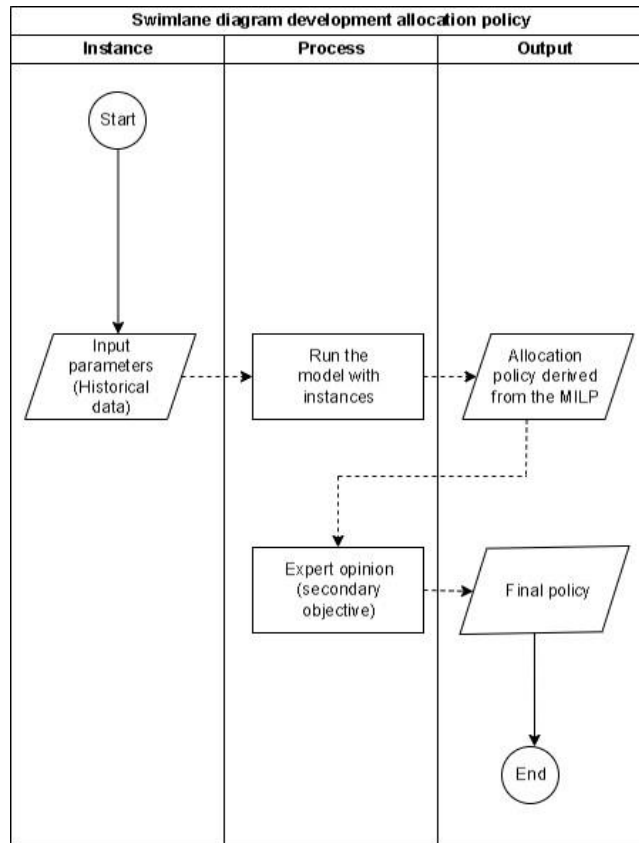 Swimlane diagram development allocation policy
Instance
Process
Output
Start
Input
parameters
(Historical
data)
Run the
model with
instances
Allocation
policy derived
from the MILP
Expert opinion
(secondary
objective)
Final policy
End